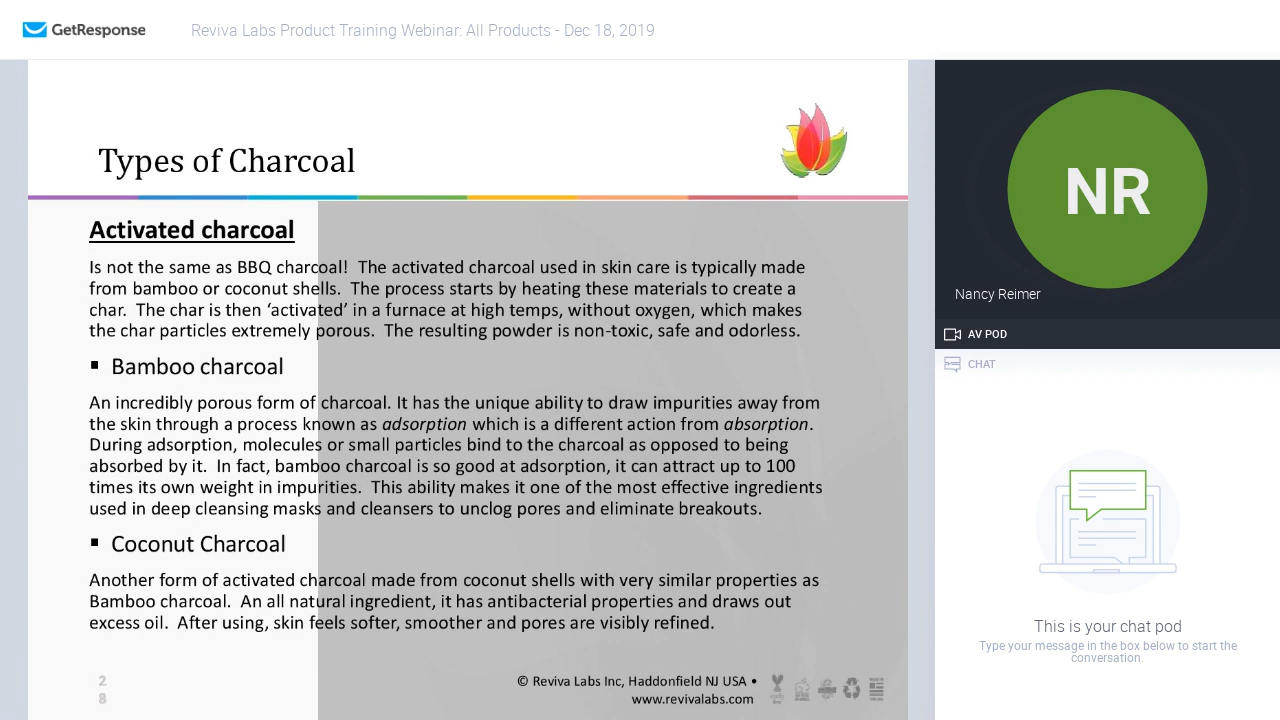 GetResponse
Reviva Labs Product Training Webinar: All Products - Dec 18, 2019
Types of Charcoal
Activated charcoal
Is not the same as BBQ charcoal!  The activated charcoal used in skin care is typically made
from bamboo or coconut shells.  The process starts by heating these materials to create a
char.  The char is then ‘activated’ in a furnace at high temps, without oxygen, which makes
the char particles extremely porous.  The resulting powder is non-toxic, safe and odorless.
▪ Bamboo charcoal
An incredibly porous form of charcoal. It has the unique ability to draw impurities away from
the skin through a process known as adsorption which is a different action from absorption.
During adsorption, molecules or small particles bind to the charcoal as opposed to being
absorbed by it.  In fact, bamboo charcoal is so good at adsorption, it can attract up to 100
times its own weight in impurities.  This ability makes it one of the most effective ingredients
used in deep cleansing masks and cleansers to unclog pores and eliminate breakouts.
▪ Coconut Charcoal
Another form of activated charcoal made from coconut shells with very similar properties as
Bamboo charcoal.  An all natural ingredient, it has antibacterial properties and draws out
excess oil.  After using, skin feels softer, smoother and pores are visibly refined.
2
8
© Reviva Labs Inc, Haddonfield NJ USA •
www.revivalabs.com
NR
Nancy Reimer
AV POD
CHAT
This is your chat pod
Type your message in the box below to start the
conversation.